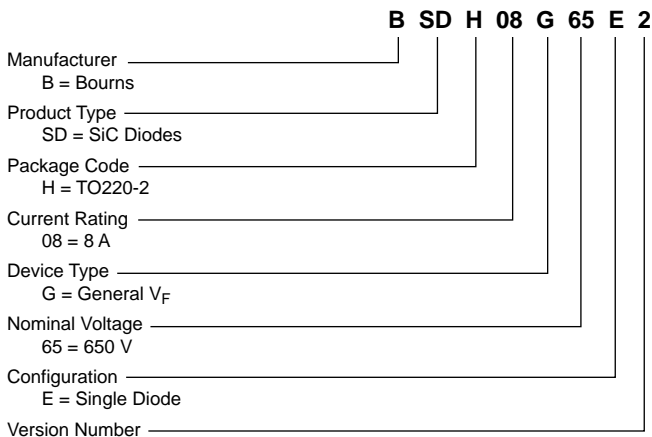 B SD H 08 G 65 E 2
Manufacturer
B = Bourns
Product Type
SD = SiC Diodes
Package Code
H = TO220-2
Current Rating
08 = 8 A
Device Type
G = General VF
Nominal Voltage
65 = 650 V
Configuration
E = Single Diode
Version Number